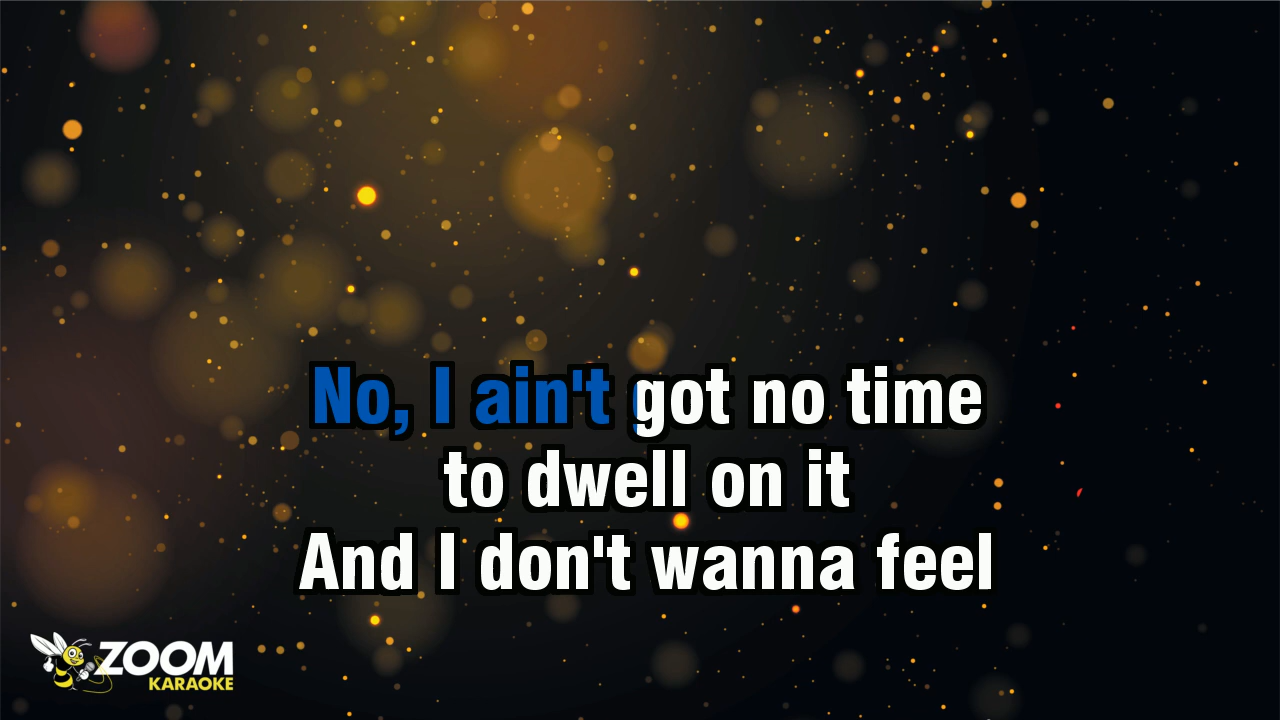 No, I ain't got no time
to dwell on it
And I don't wanna feel
ZOOM
KARAOKE